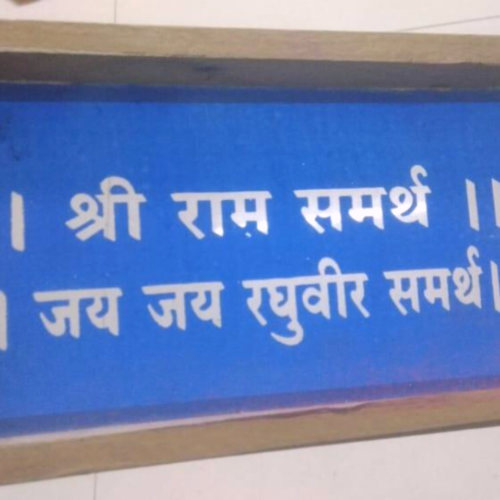 । श्री राम समर्थ ।।
। जय जय रघुवीर समर्थ।